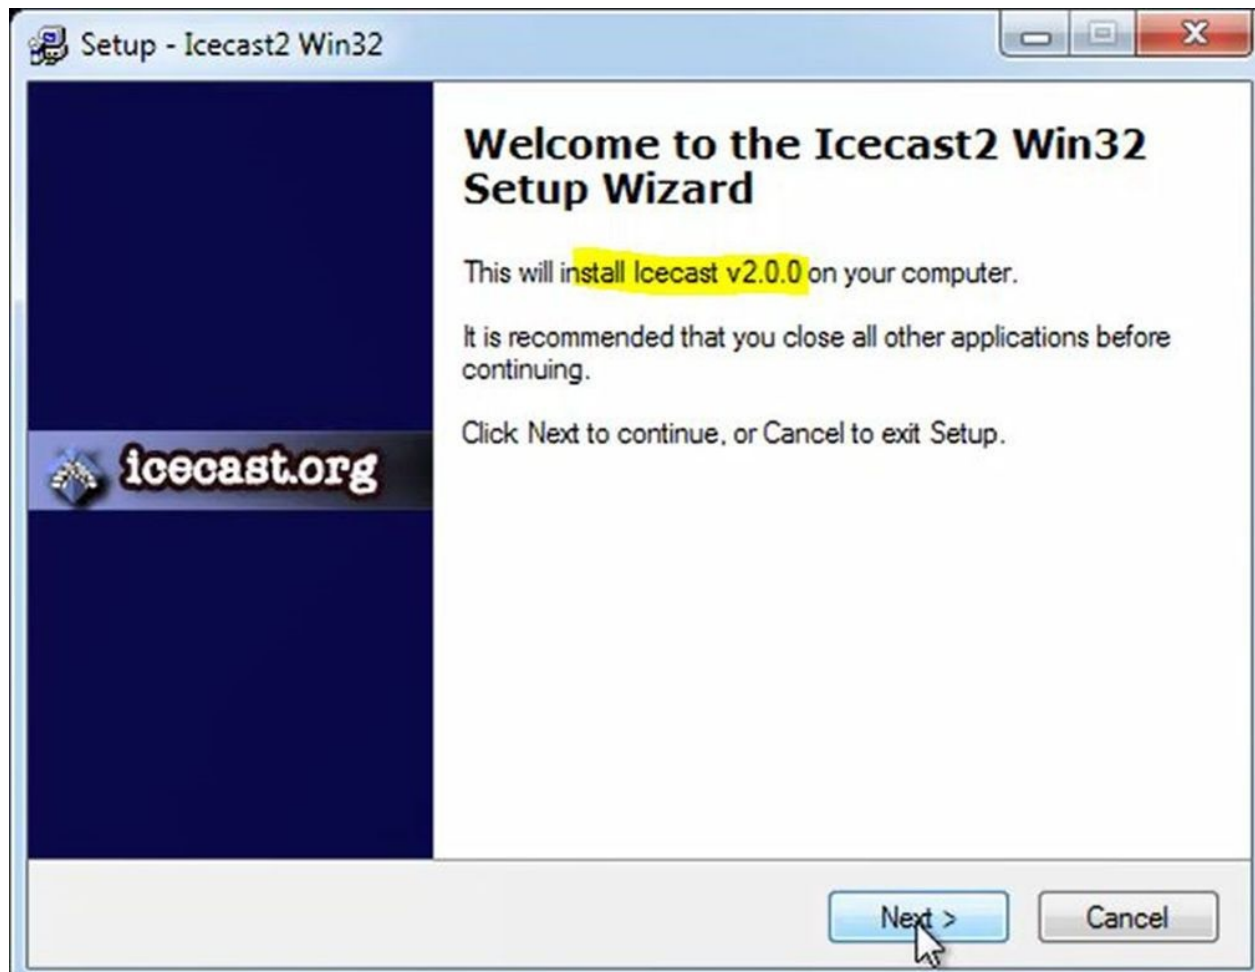 Setup - Icecast2 Win32
Welcome to the Icecast2 Win32
Setup Wizard
This will install Icecast v2.0.0 on your computer.
It is recommended that you close all other applications before
continuing.
Click Next to continue, or Cancel to exit Setup.
icecast.org
Next >
Cancel